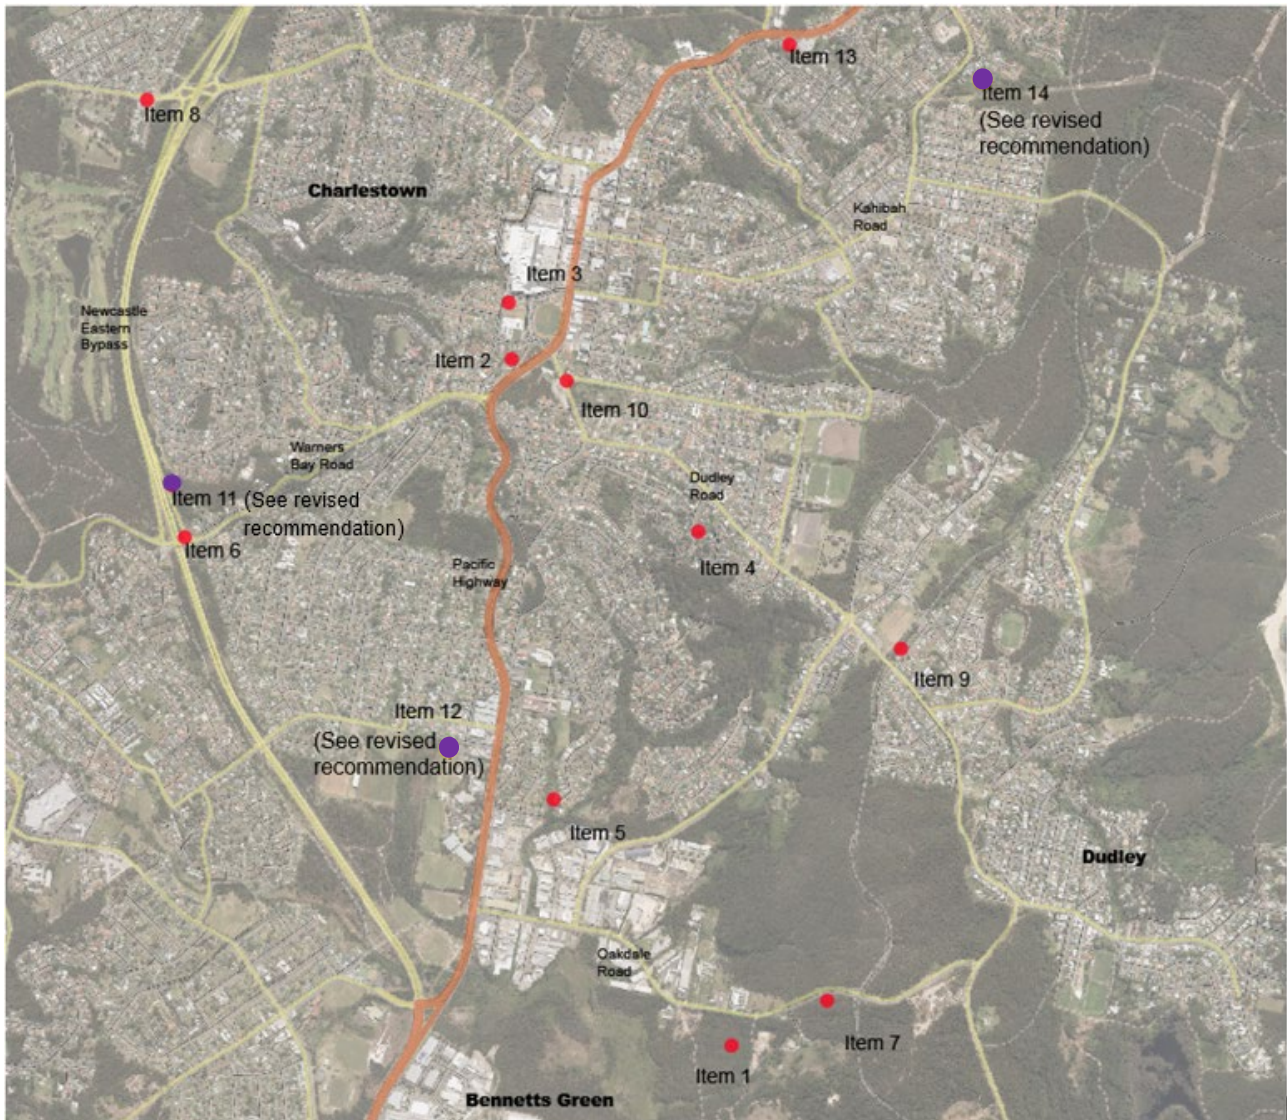 Item 13
Item 14
(See revised
recommendation)
Item 8
Charlestown
Kahibah
Road
Item 3
Newcastle
Eastern
Bypass
Item 2
Item 10
Warners
Bay Road
Dudley
Road
Item 11 (See revised
recommendation)
Item 6
Item 4
Pacific
Highway
Item 9
Item 12
(See revised
recommendation)
Item 5
Dudley
Oakdale
Road
Item 7
Item 1
Bennetts Green